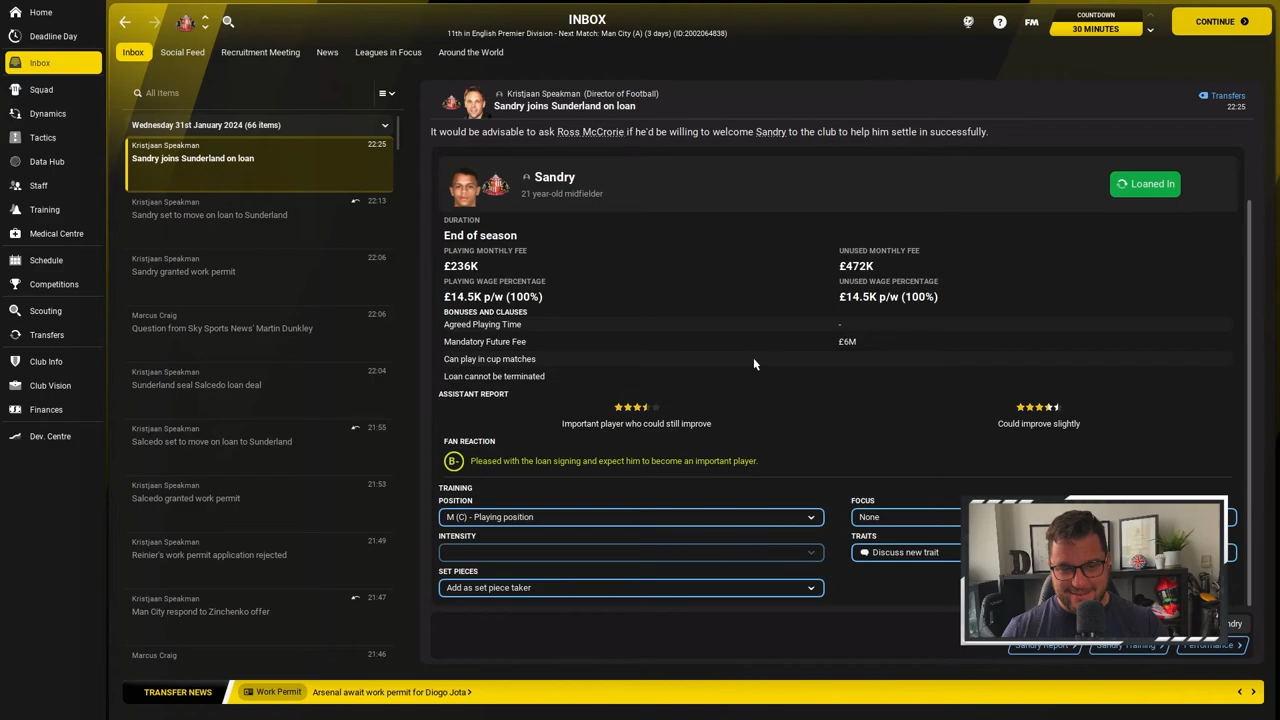 Home
Deadline Day
Inbox
Squad
Dynamics
Tactics
Data Hub
Staff
Training
Medical Centre
Schedule
Competitions
Scouting
Transfers
Club Info
Club Vision
Finances
Dev. Centre
INBOX
11th in English Premier Division - Next Match: Man City (A) (3 days) (ID:2002064838)
FM
COUNTDOWN
30 MINUTES
CONTINUE
Inbox Social Feed Recruitment Meeting News Leagues in Focus Around the World
All Items
Wednesday 31st January 2024 (66 items)
Kristjaan Speakman 22:25
Sandry joins Sunderland on loan
Kristjaan Speakman 22:13
Sandry set to move on loan to Sunderland
Kristjaan Speakman 22:06
Sandry granted work permit
Marcus Craig 22:06
Question from Sky Sports News' Martin Dunkley
Kristjaan Speakman 22:04
Sunderland seal Salcedo loan deal
Kristjaan Speakman 21:55
Salcedo set to move on loan to Sunderland
Kristjaan Speakman 21:53
Salcedo granted work permit
Kristjaan Speakman 21:49
Reinier's work permit application rejected
Kristjaan Speakman 21:47
Man City respond to Zinchenko offer
Marcus Craig 21:46
Kristjaan Speakman (Director of Football)
Sandry joins Sunderland on loan
Transfers
22:25
It would be advisable to ask Ross McCrorie if he'd be willing to welcome Sandry to the club to help him settle in successfully.
Sandry
21 year-old midfielder
Loaned In
DURATION
End of season
PLAYING MONTHLY FEE UNUSED MONTHLY FEE
£236K £472K
PLAYING WAGE PERCENTAGE UNUSED WAGE PERCENTAGE
£14.5K p/w (100%) £14.5K p/w (100%)
BONUSES AND CLAUSES
Agreed Playing Time -
Mandatory Future Fee £6M
Can play in cup matches
Loan cannot be terminated
ASSISTANT REPORT
Important player who could still improve Could improve slightly
FAN REACTION
B- Pleased with the loan signing and expect him to become an important player.
TRAINING
POSITION FOCUS
M (C) - Playing position None
INTENSITY TRAITS
Discuss new trait
SET PIECES
Add as set piece taker
Sandry Report Sandry Training Performance
TRANSFER NEWS Work Permit Arsenal await work permit for Diogo Jota